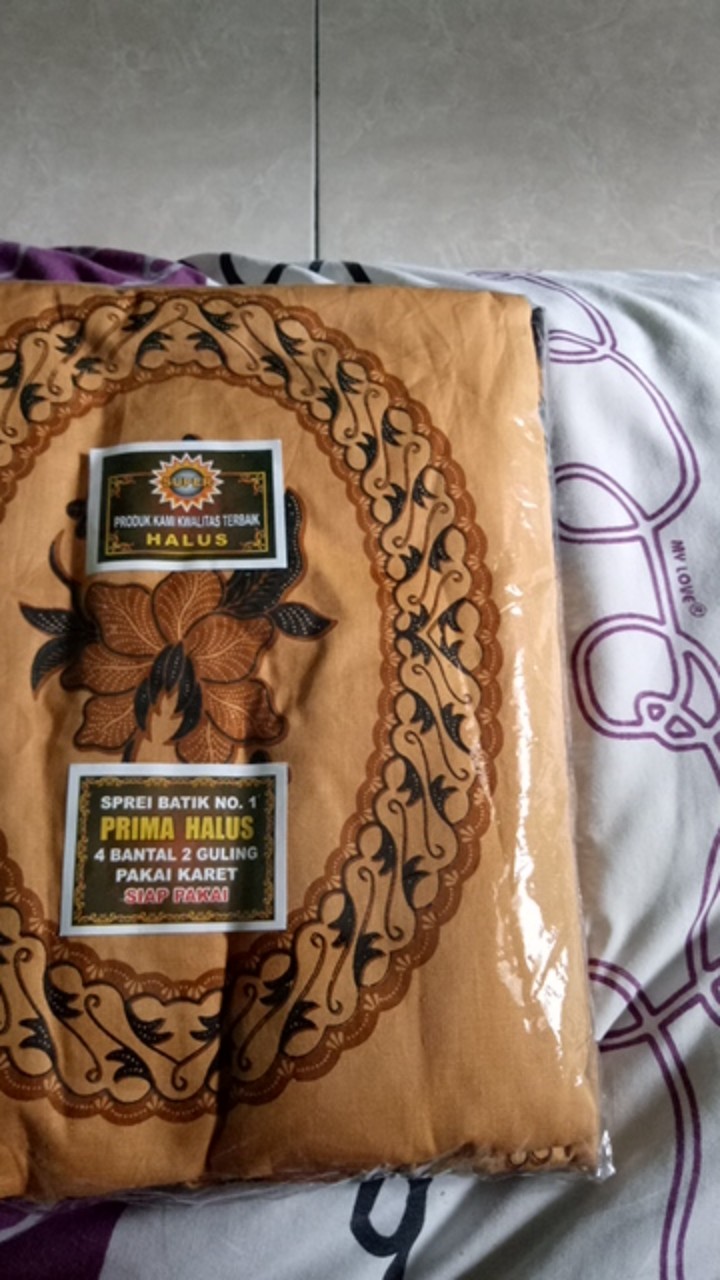 SUPER
PRODUK KAMI KWALITAS TERBAIK
HALUS
MY LOVE®
SPREI BATIK NO. 1
PRIMA HALUS
4 BANTAL 2 GULING
PAKAI KARET
SIAP PAKAI